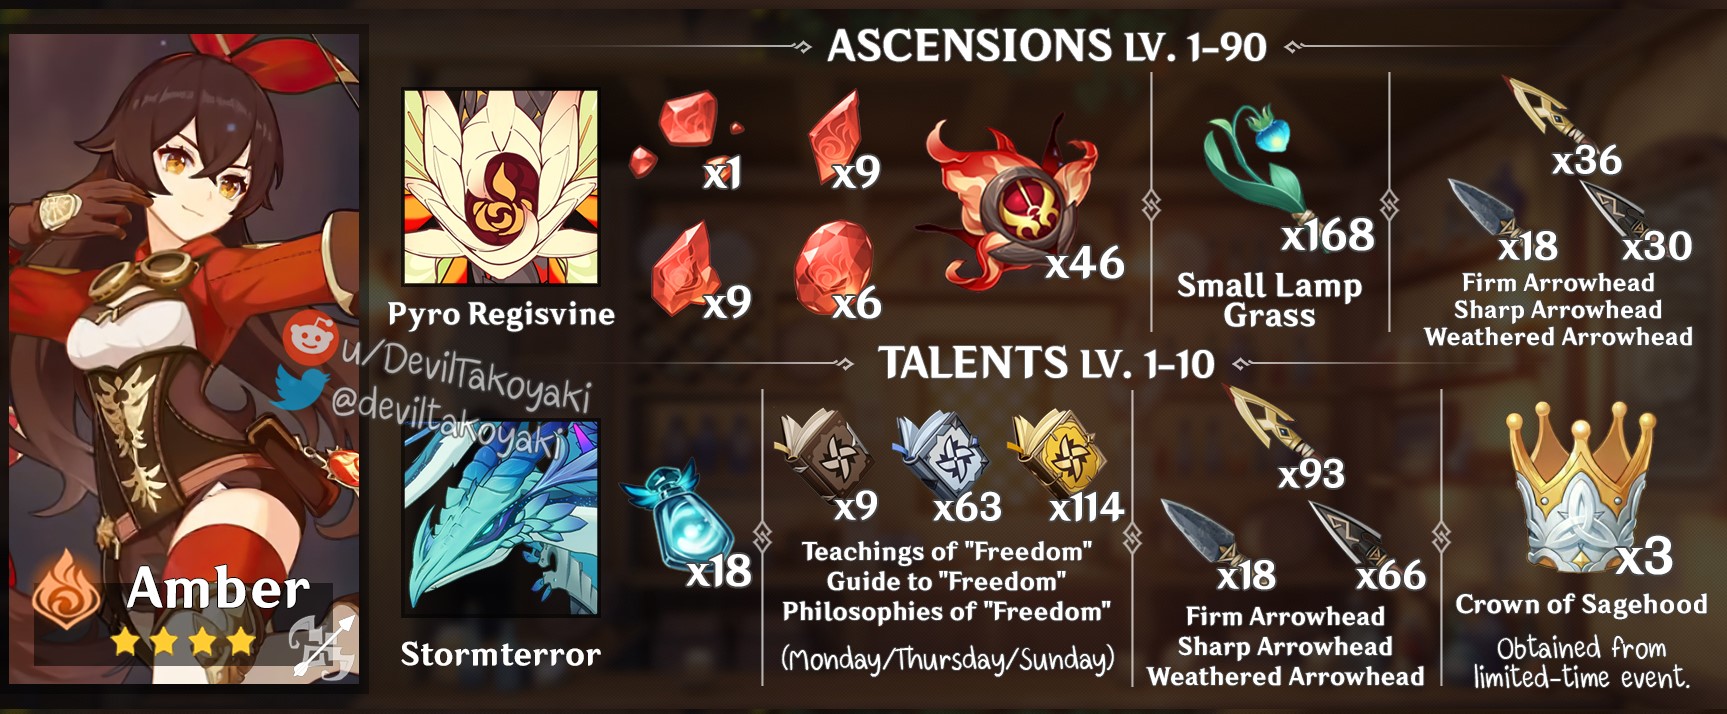 ASCENSIONS LV. 1-90
Pyro Regisvine
x1
x9
x9
x6
x46
x168
Small Lamp
Grass
x36
x18
x30
Firm Arrowhead
Sharp Arrowhead
Weathered Arrowhead
u/DevilTakoyaki
@deviltakoyaki
TALENTS LV. 1-10
Stormterror
x18
x9
x63
x114
Teachings of "Freedom"
Guide to "Freedom"
Philosophies of "Freedom"
(Monday/Thursday/Sunday)
x93
x18
x66
Firm Arrowhead
Sharp Arrowhead
Weathered Arrowhead
x3
Crown of Sagehood
Obtained from
limited-time event.
Amber